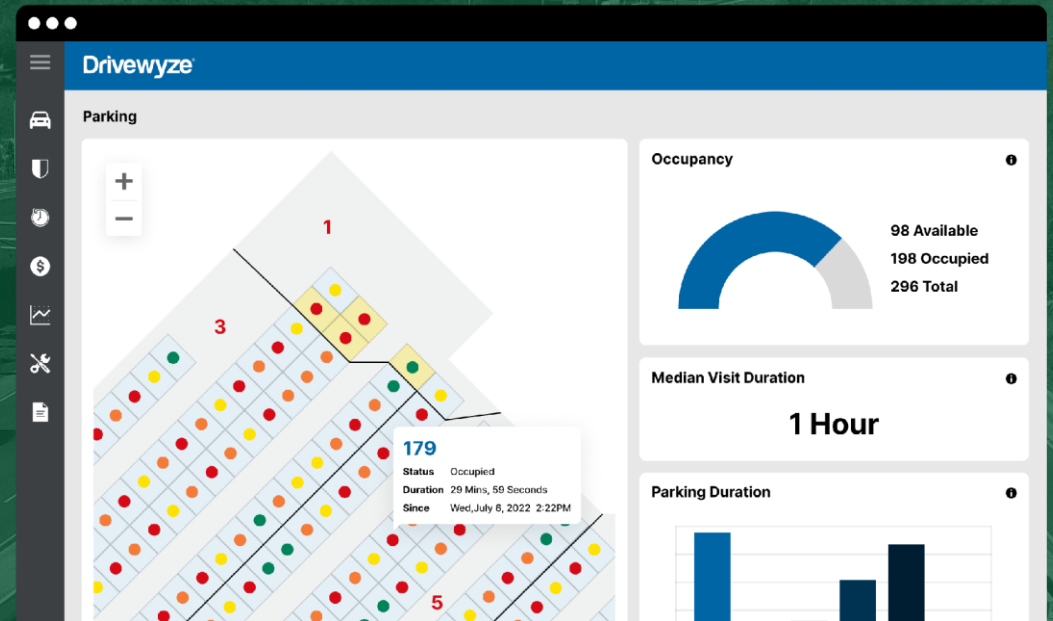 Drivewyze
Parking
+
−
1
3
5
179
Status Occupied
Duration 29 Mins, 59 Seconds
Since Wed,July 6, 2022 2:22PM
Occupancy
98 Available
198 Occupied
296 Total
Median Visit Duration
1 Hour
Parking Duration